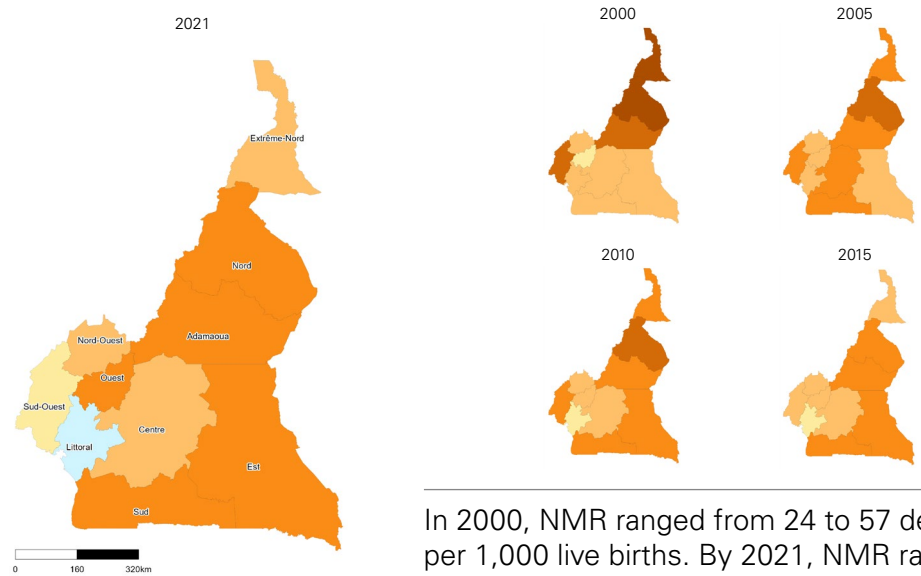 2021
Extrême-Nord
Nord
Adamaoua
Nord-Ouest
Ouest
Sud-Ouest
Centre
Littoral
Est
Sud
0 160 320km
2000
2005
2010
2015
In 2000, NMR ranged from 24 to 57 de
per 1,000 live births. By 2021, NMR ra